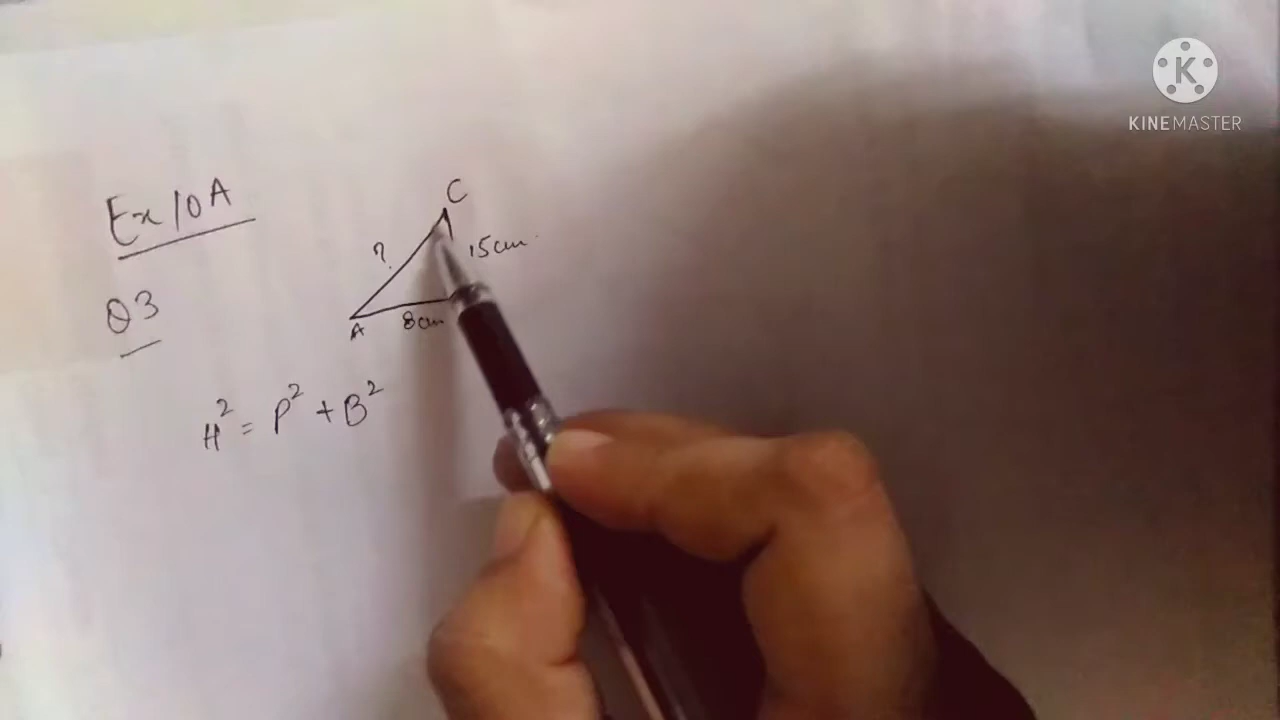 Ex 10A
Q3
C
?
15cm
A
8cm
H² = P² + B²
K
KINEMASTER